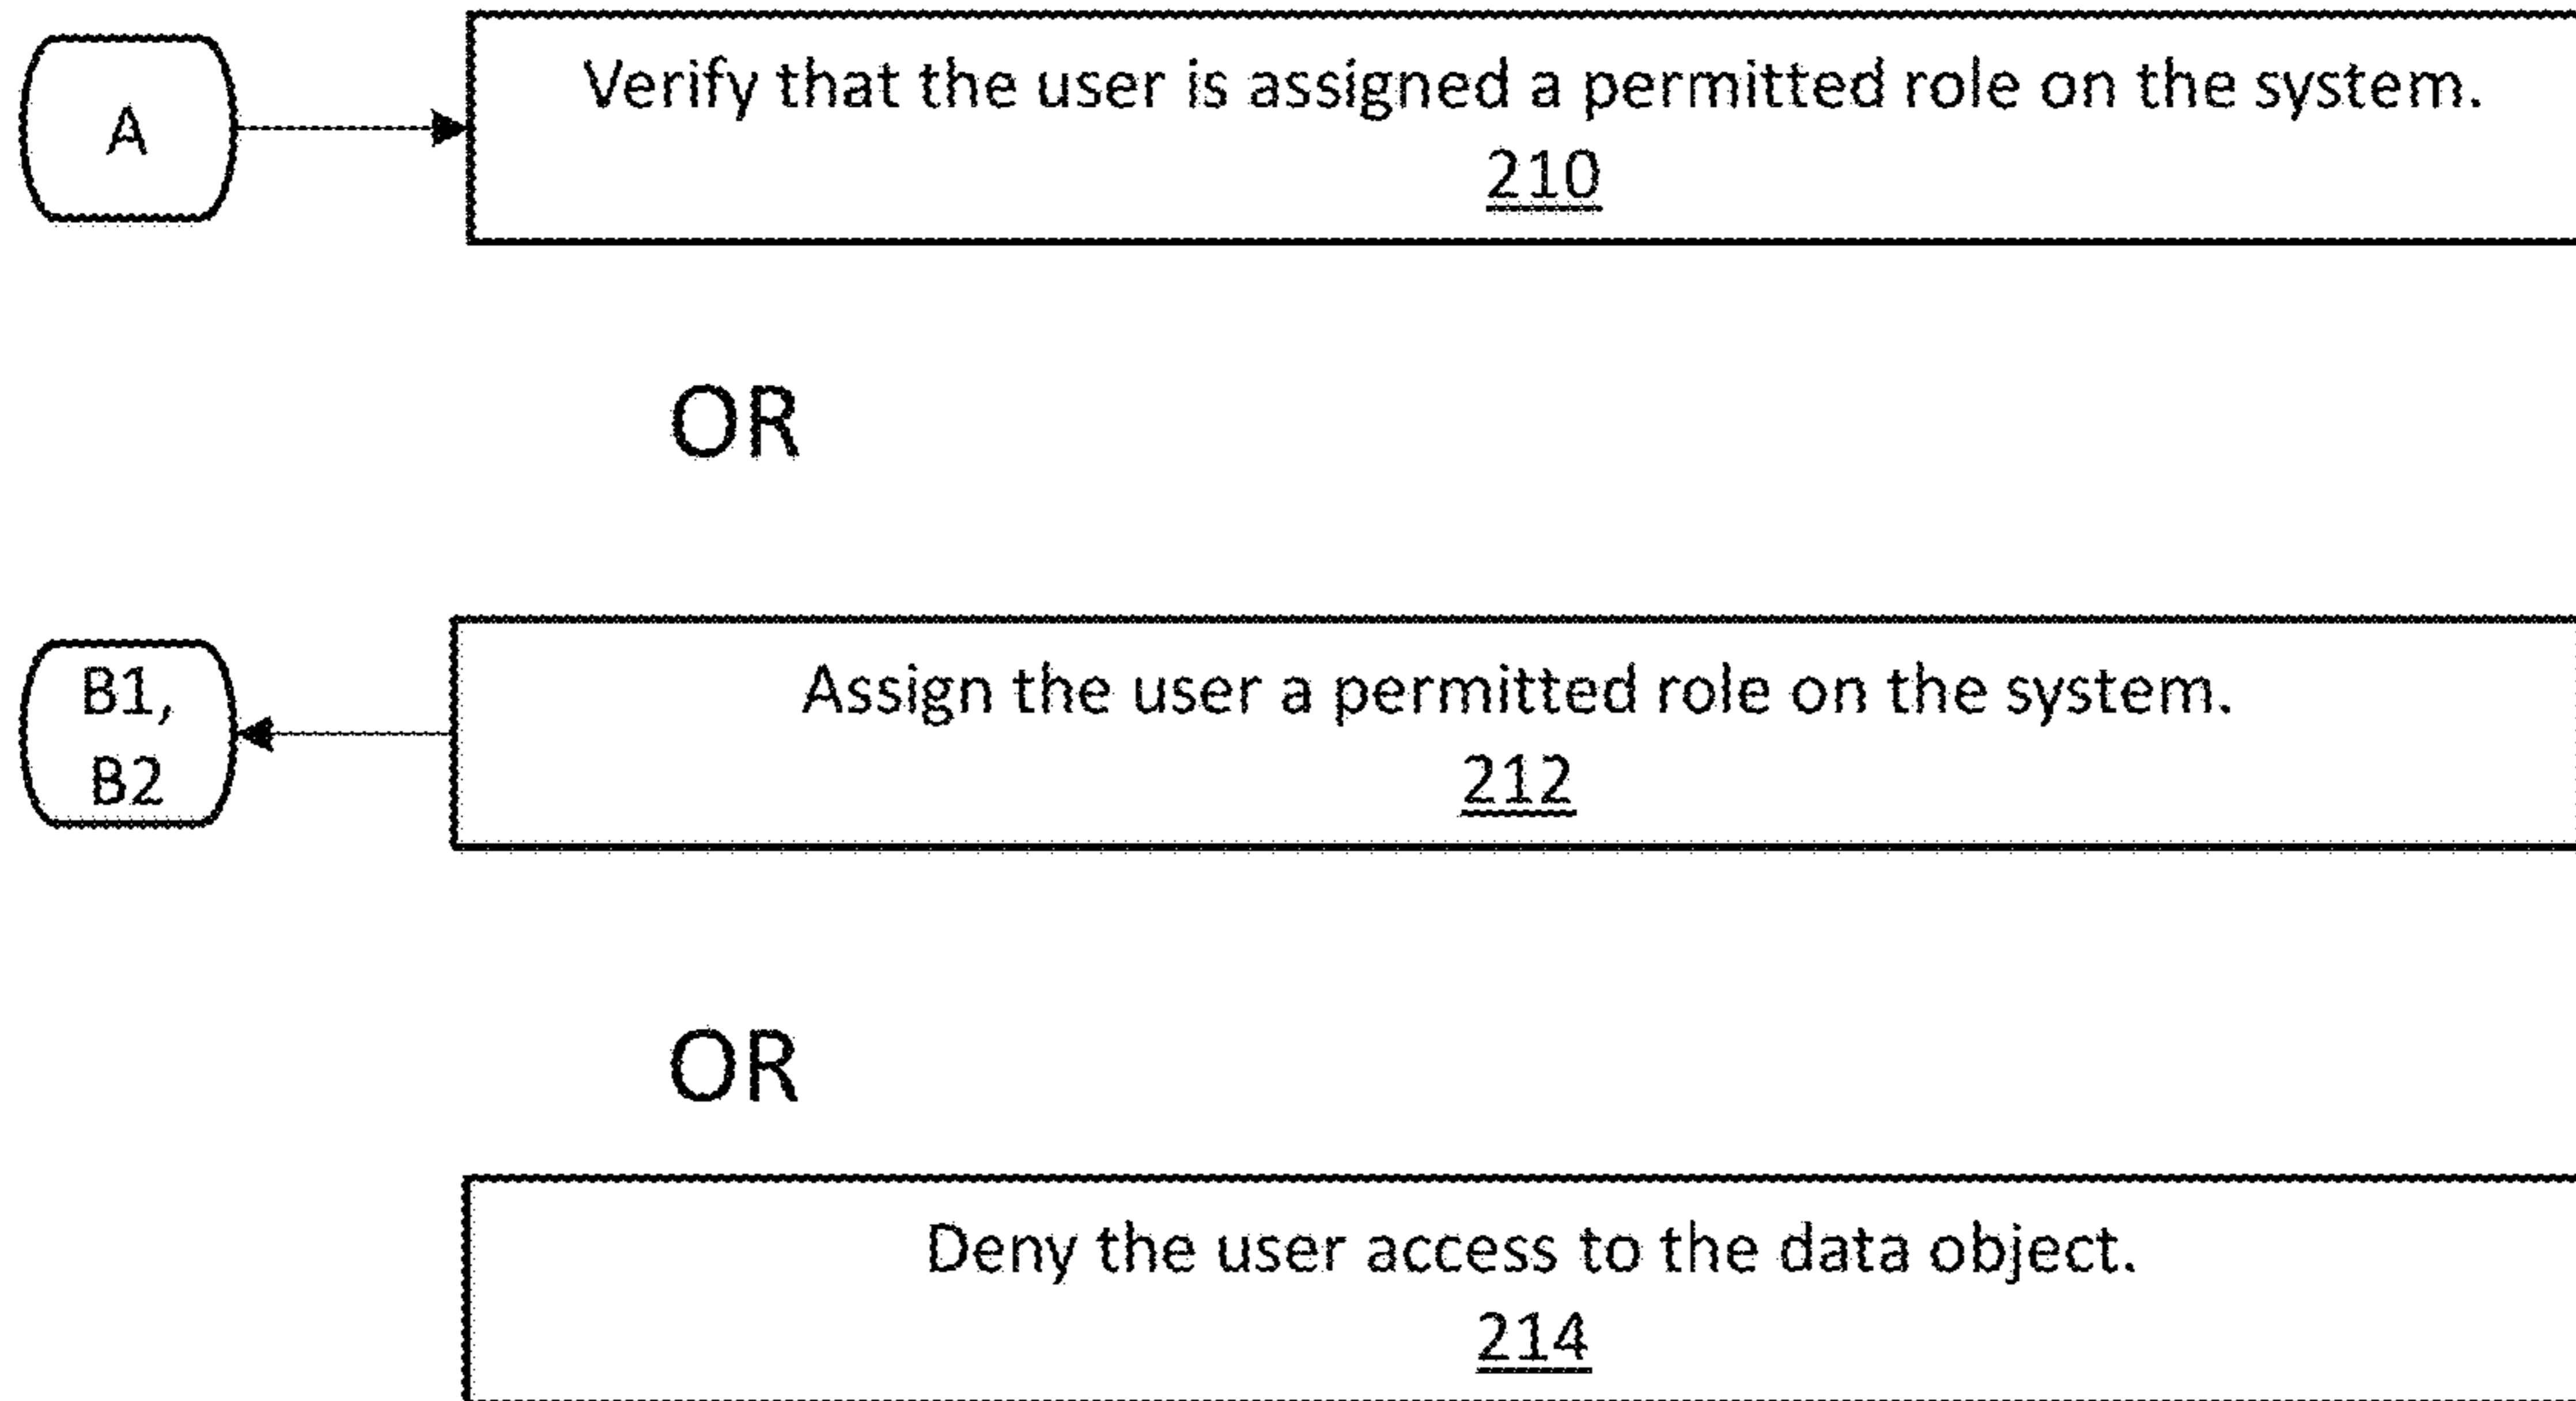 A
Verify that the user is assigned a permitted role on the system.
210
OR
B1,
B2
Assign the user a permitted role on the system.
212
OR
Deny the user access to the data object.
214